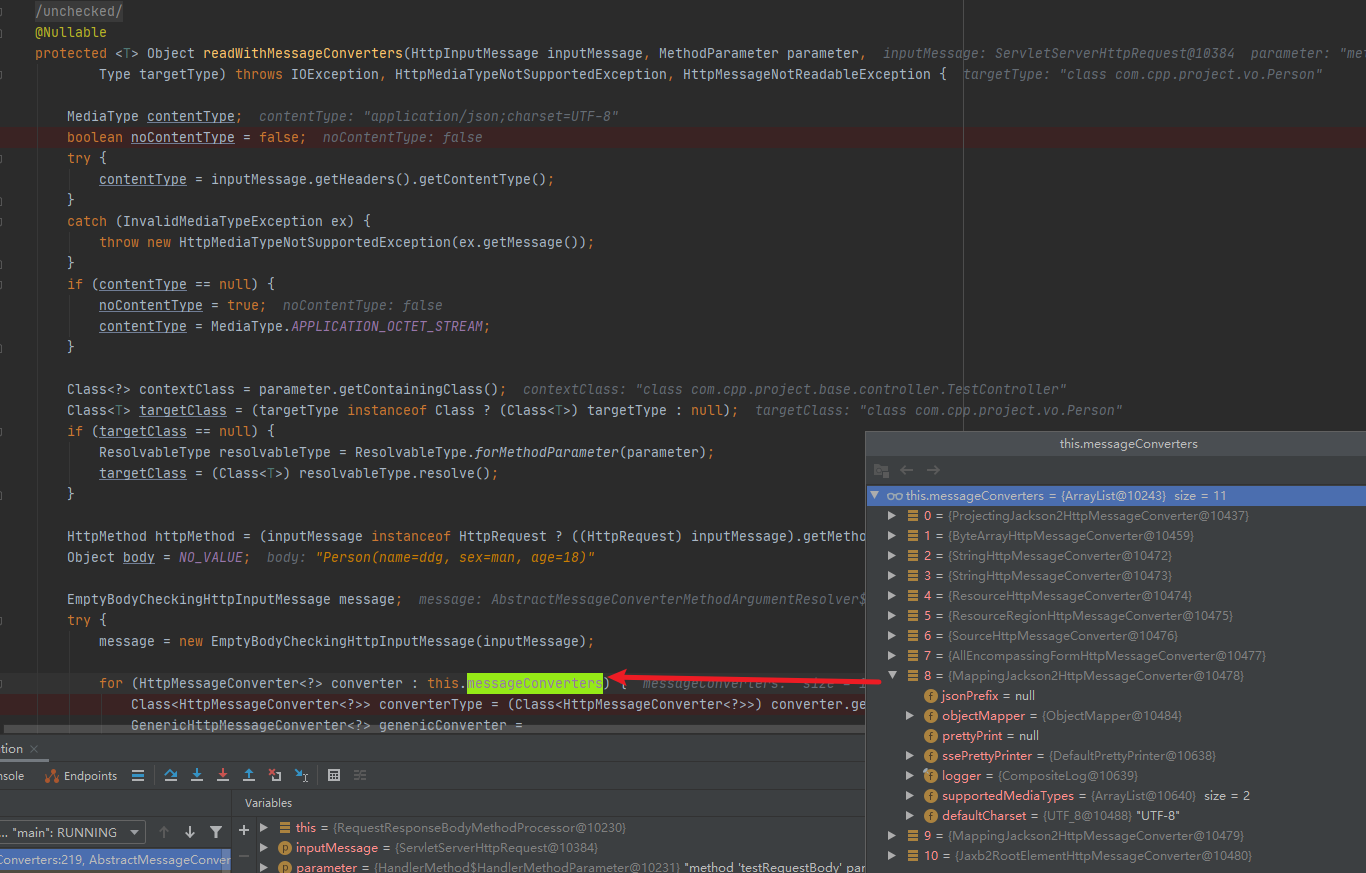 /unchecked/
@Nullable
protected <T> Object readWithMessageConverters(HttpInputMessage inputMessage, MethodParameter parameter,  inputMessage: ServletServerHttpRequest@10384  parameter: "met
Type targetType) throws IOException, HttpMediaTypeNotSupportedException, HttpMessageNotReadableException {  targetType: "class com.cpp.project.vo.Person"
MediaType contentType;  contentType: "application/json;charset=UTF-8"
boolean noContentType = false;  noContentType: false
try {
contentType = inputMessage.getHeaders().getContentType();
}
catch (InvalidMediaTypeException ex) {
throw new HttpMediaTypeNotSupportedException(ex.getMessage());
}
if (contentType == null) {
noContentType = true;  noContentType: false
contentType = MediaType.APPLICATION_OCTET_STREAM;
}
Class<?> contextClass = parameter.getContainingClass();  contextClass: "class com.cpp.project.base.controller.TestController"
Class<T> targetClass = (targetType instanceof Class ? (Class<T>) targetType : null);  targetClass: "class com.cpp.project.vo.Person"
if (targetClass == null) {
ResolvableType resolvableType = ResolvableType.forMethodParameter(parameter);
targetClass = (Class<T>) resolvableType.resolve();
}
HttpMethod httpMethod = (inputMessage instanceof HttpRequest ? ((HttpRequest) inputMessage).getMetho
Object body = NO_VALUE;  body: "Person(name=ddg, sex=man, age=18)"
EmptyBodyCheckingHttpInputMessage message;  message: AbstractMessageConverterMethodArgumentResolver$
try {
message = new EmptyBodyCheckingHttpInputMessage(inputMessage);
for (HttpMessageConverter<?> converter : this.messageConverters) {  messageConverters:  size = 1
Class<HttpMessageConverter<?>> converterType = (Class<HttpMessageConverter<?>>) converter.ge
GenericHttpMessageConverter<?> genericConverter =
this.messageConverters
this.messageConverters = {ArrayList@10243}  size = 11
0 = {ProjectingJackson2HttpMessageConverter@10437}
1 = {ByteArrayHttpMessageConverter@10459}
2 = {StringHttpMessageConverter@10472}
3 = {StringHttpMessageConverter@10473}
4 = {ResourceHttpMessageConverter@10474}
5 = {ResourceRegionHttpMessageConverter@10475}
6 = {SourceHttpMessageConverter@10476}
7 = {AllEncompassingFormHttpMessageConverter@10477}
8 = {MappingJackson2HttpMessageConverter@10478}
f jsonPrefix = null
f objectMapper = {ObjectMapper@10484}
f prettyPrint = null
f ssePrettyPrinter = {DefaultPrettyPrinter@10638}
f logger = {CompositeLog@10639}
f supportedMediaTypes = {ArrayList@10640}  size = 2
f defaultCharset = {UTF_8@10488} "UTF-8"
9 = {MappingJackson2HttpMessageConverter@10479}
10 = {Jaxb2RootElementHttpMessageConverter@10480}
tion
nsole Endpoints
Variables
... "main": RUNNING
Converters:219, AbstractMessageConver
this = {RequestResponseBodyMethodProcessor@10230}
p inputMessage = {ServletServerHttpRequest@10384}
p parameter = {HandlerMethod$HandlerMethodParameter@10231} "method 'testRequestBody' par